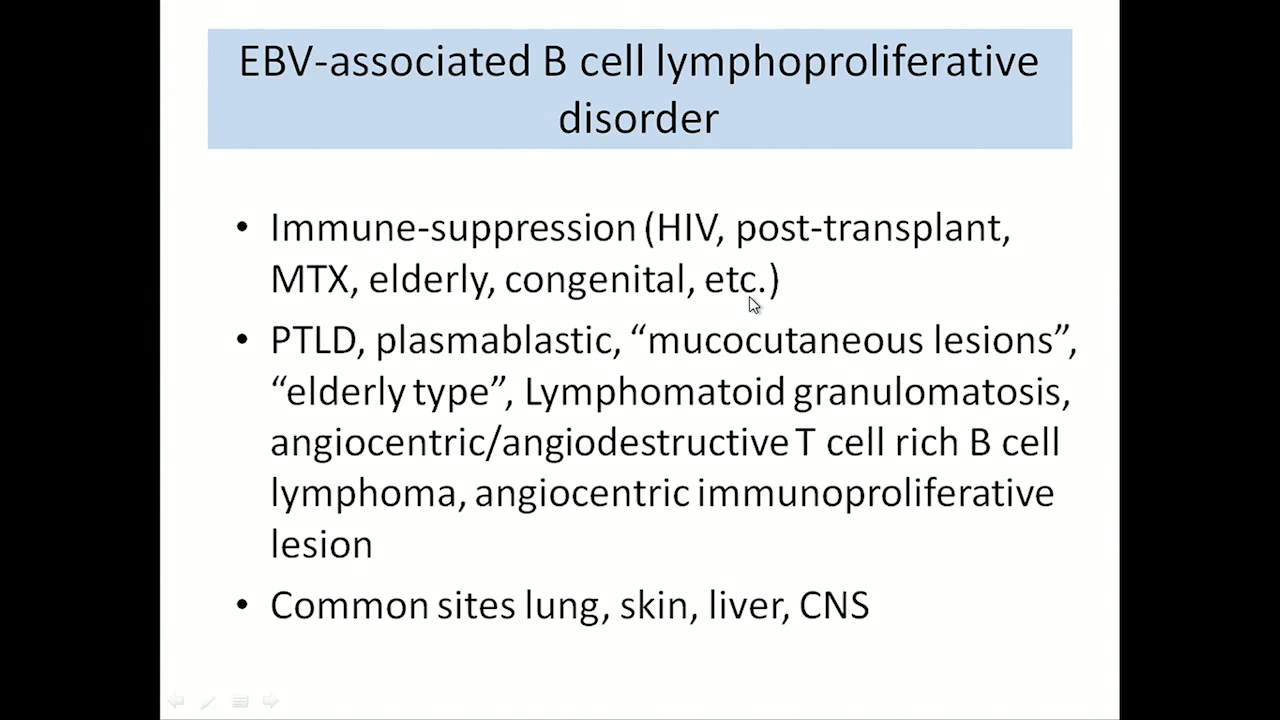 EBV-associated B cell lymphoproliferative
disorder
• Immune-suppression (HIV, post-transplant,
MTX, elderly, congenital, etc.)
• PTLD, plasmablastic, “mucocutaneous lesions”,
“elderly type”, Lymphomatoid granulomatosis,
angiocentric/angiodestructive T cell rich B cell
lymphoma, angiocentric immunoproliferative
lesion
• Common sites lung, skin, liver, CNS